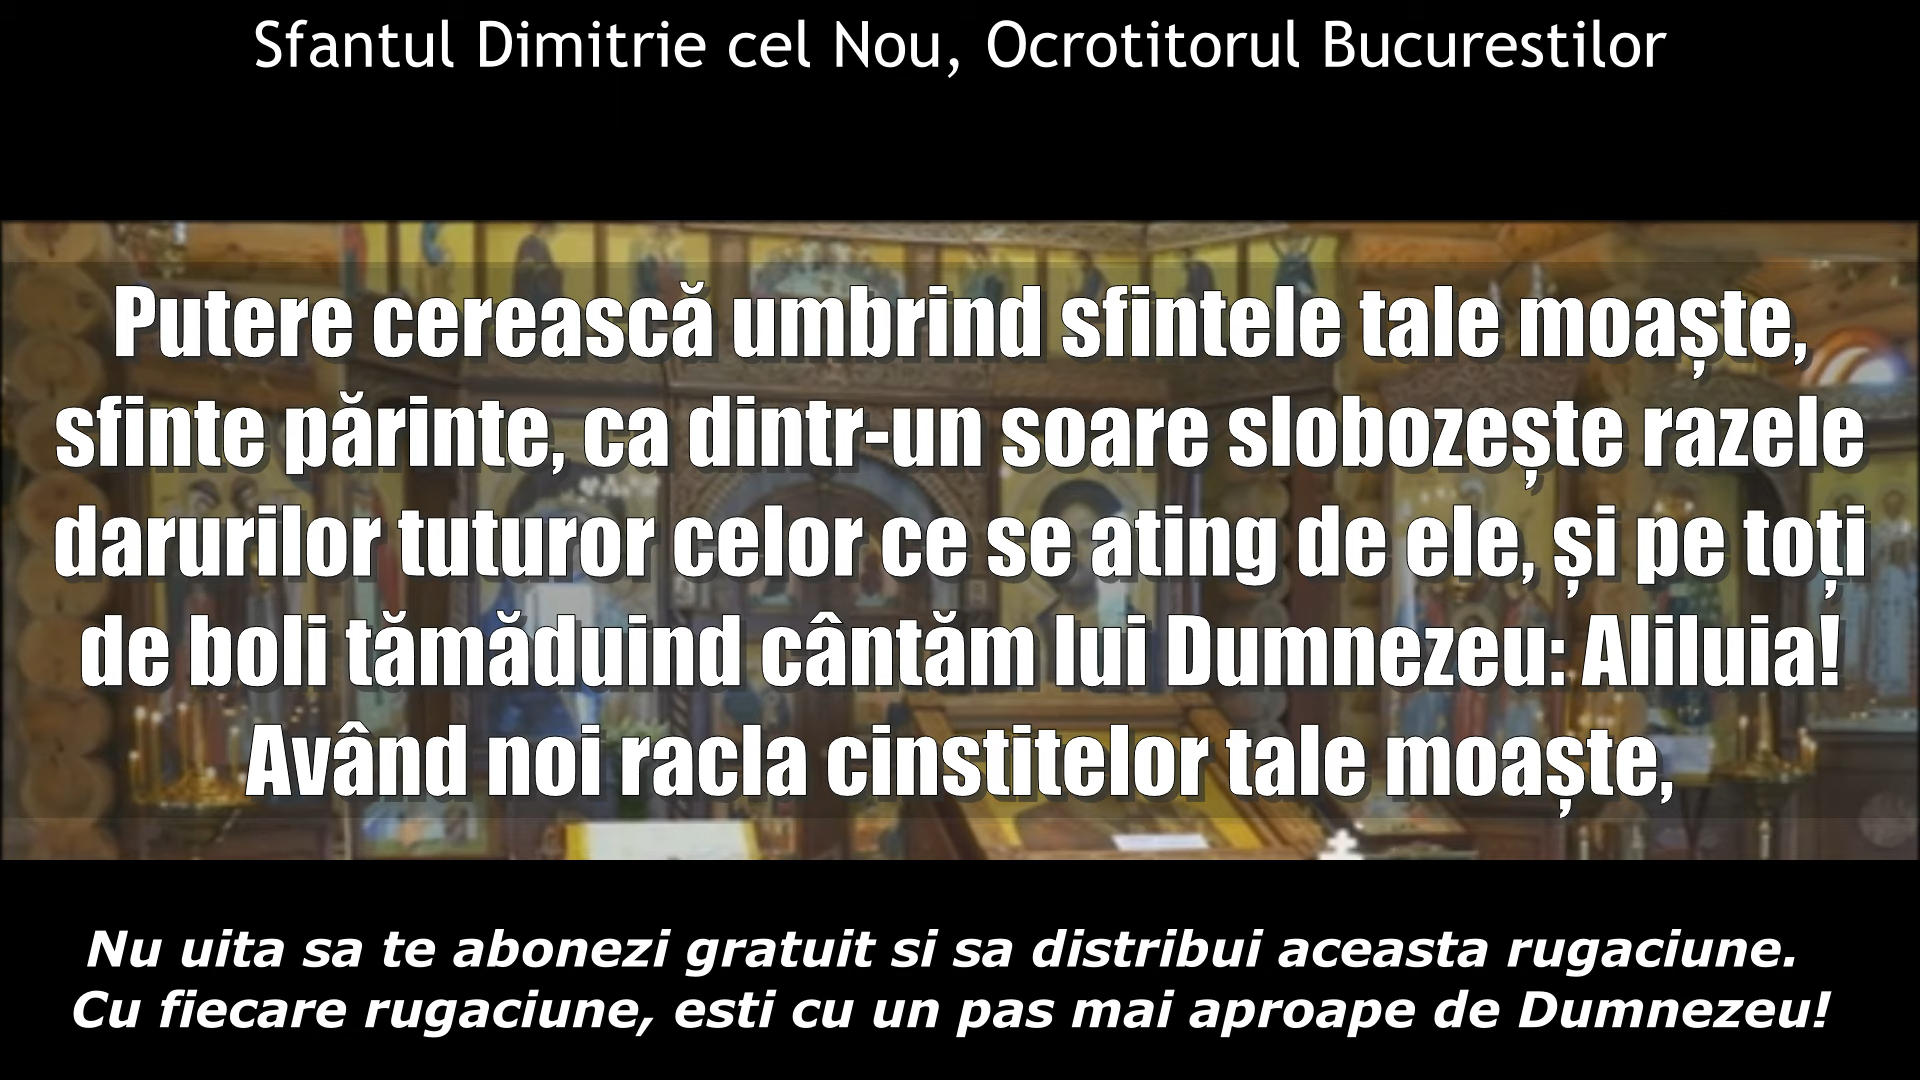 Sfantul Dimitrie cel Nou, Ocrotitorul Bucurestilor
Putere cerească umbrind sfintele tale moaște,
sfinte părinte, ca dintr-un soare slobozește razele
darurilor tuturor celor ce se ating de ele, și pe toți
de boli tămăduind cântăm lui Dumnezeu: Aliluia!
Având noi racla cinstitelor tale moaște,
Nu uita sa te abonezi gratuit si sa distribui aceasta rugaciune.
Cu fiecare rugaciune, esti cu un pas mai aproape de Dumnezeu!